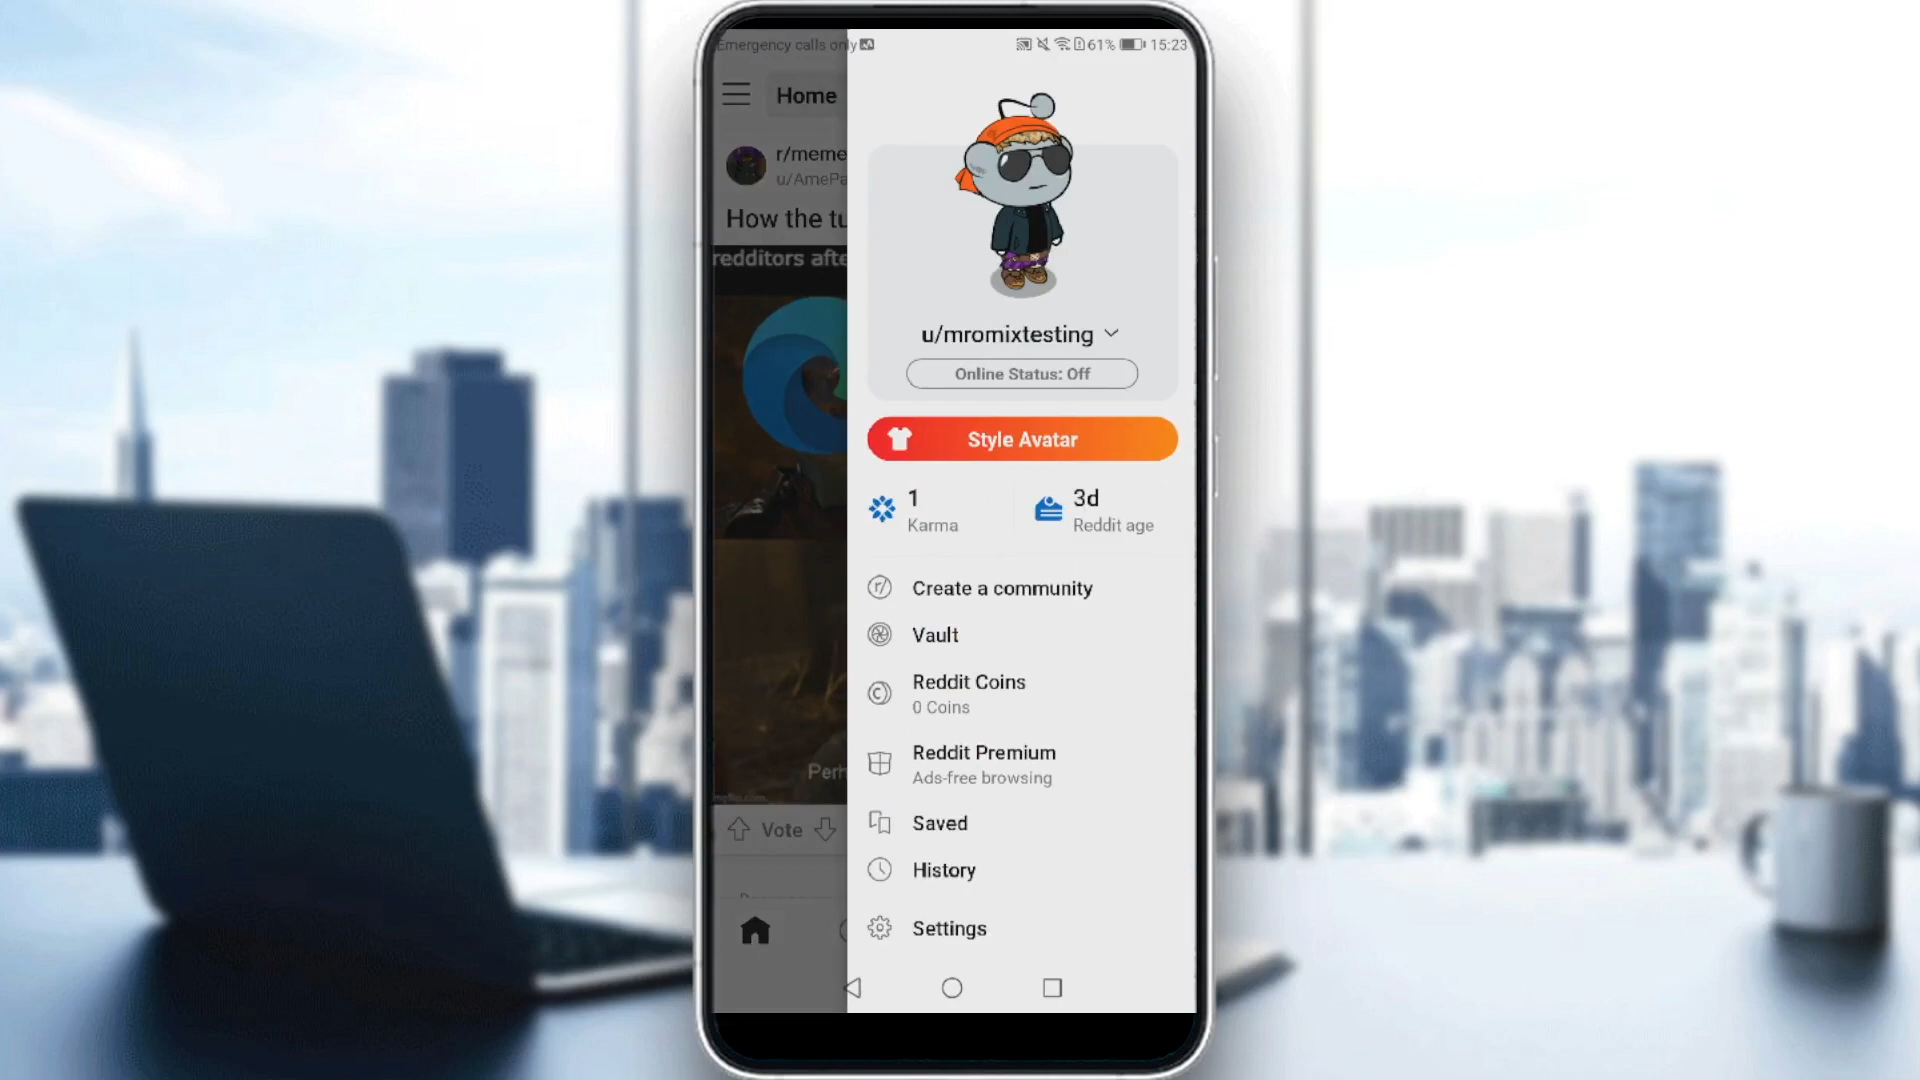 Emergency calls only
61% 15:23
Home
r/meme
u/AmePa
How the tu
redditors afte
u/mromixtesting
Online Status: Off
Style Avatar
1
Karma
3d
Reddit age
Create a community
Vault
Reddit Coins
0 Coins
Reddit Premium
Ads-free browsing
Perh
Saved
Vote
History
Settings